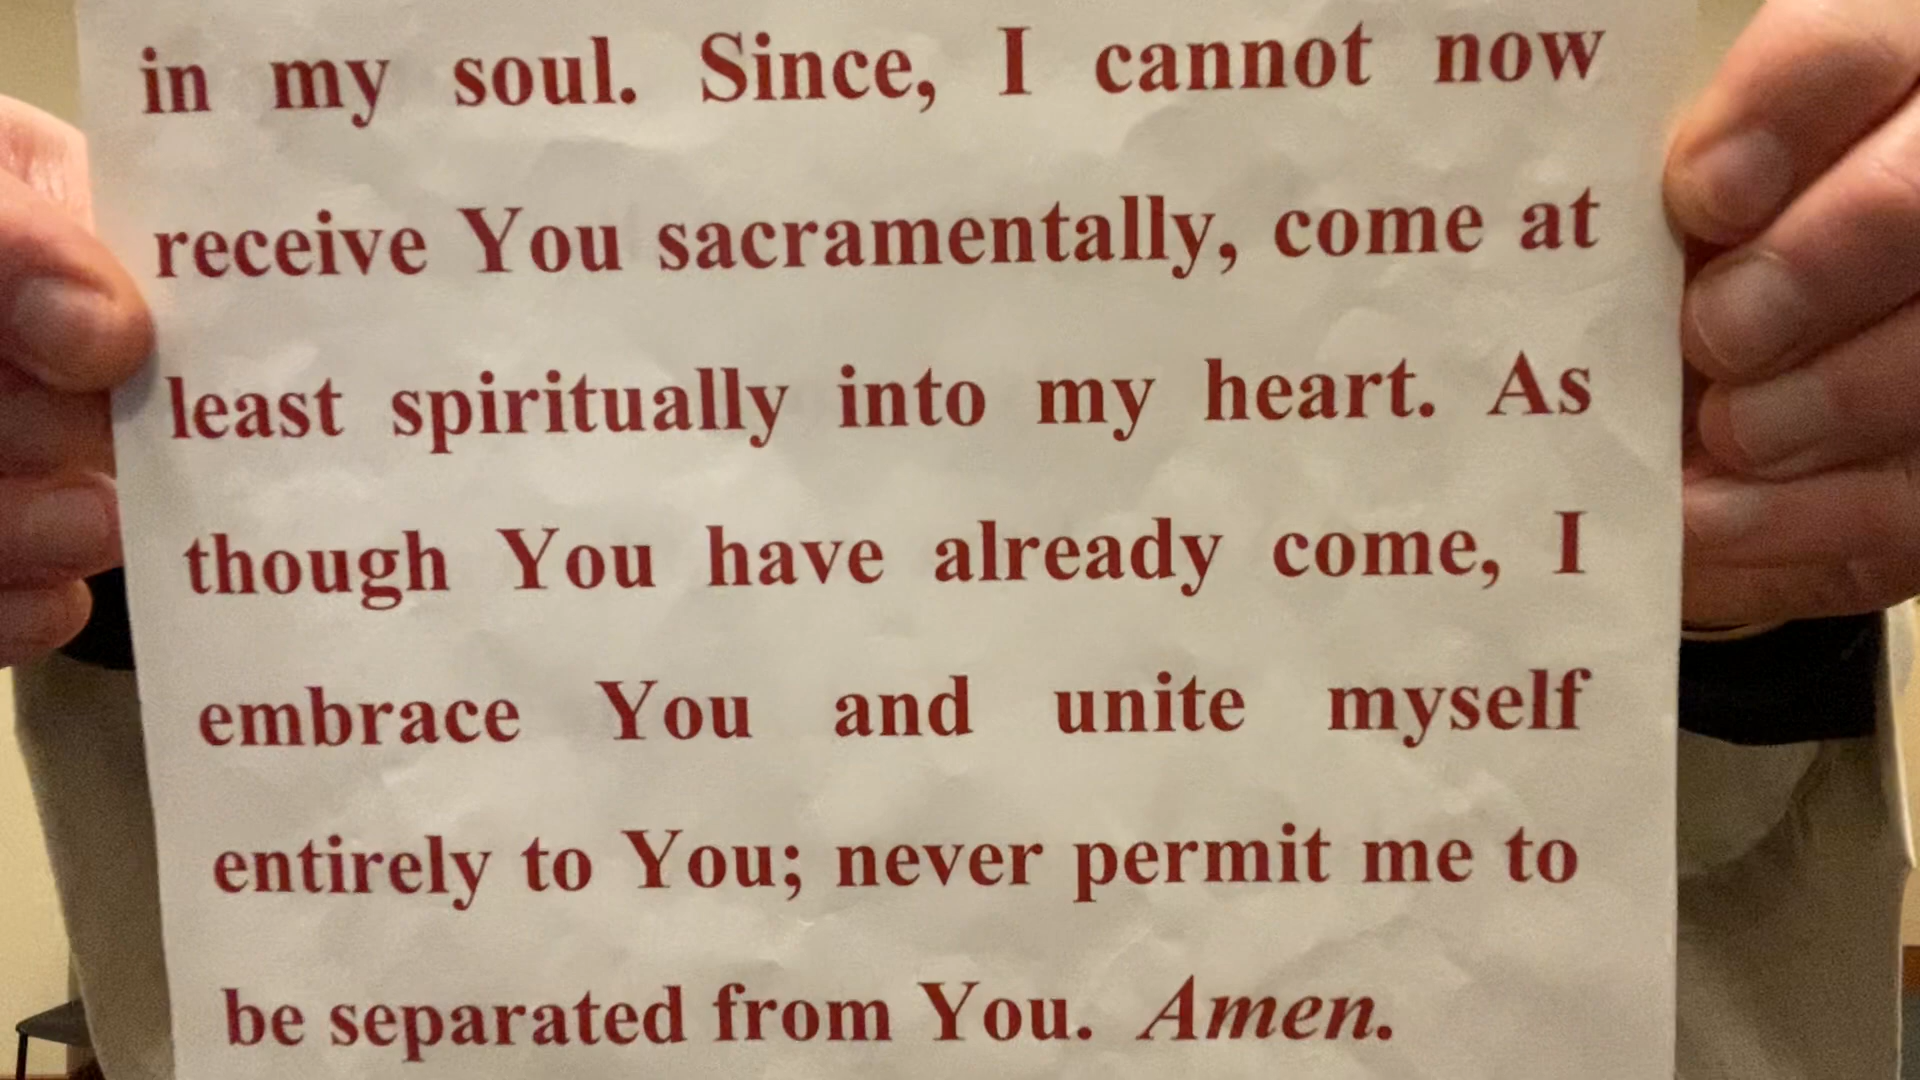 in my soul. Since, I cannot now
receive You sacramentally, come at
least spiritually into my heart. As
though You have already come, I
embrace You and unite myself
entirely to You; never permit me to
be separated from You. Amen.